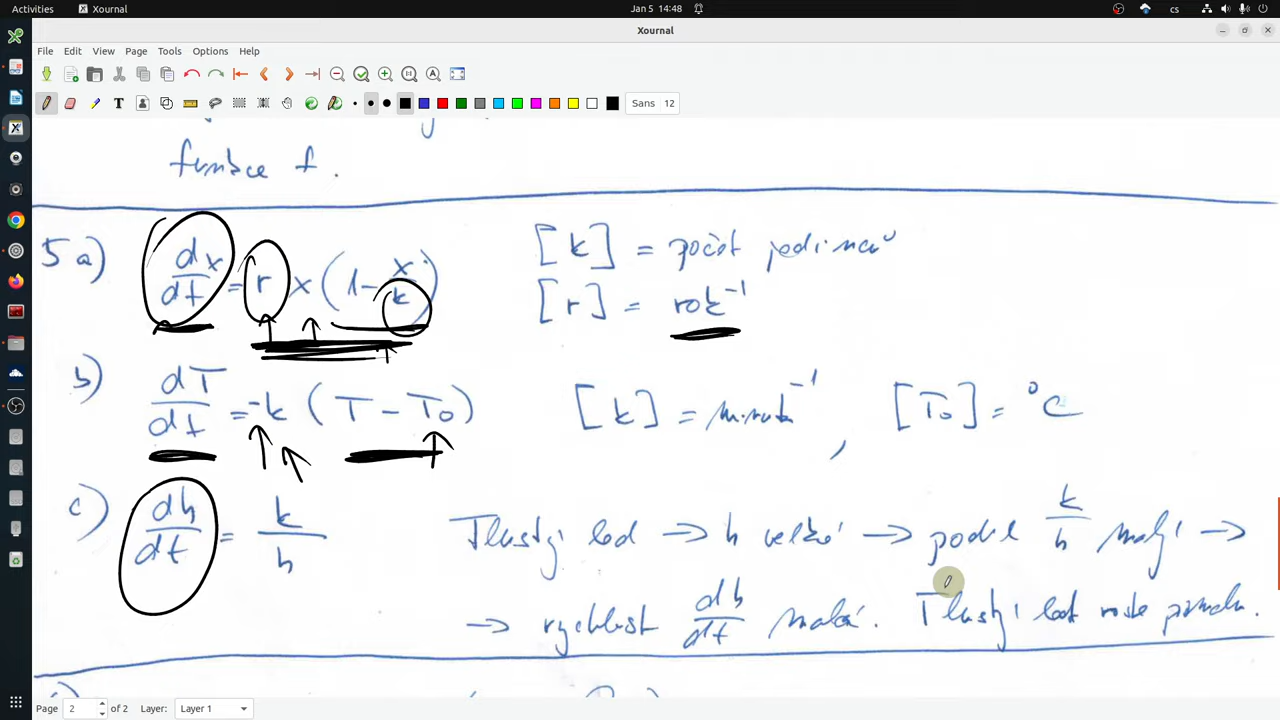 Activities
Jan 5 14:48
cs
Xournal
File Edit View Page Tools Options Help
Sans 12
funkce f.
5 a) dx/dt = r x (1 - x/k)
[k] = počet jedinců
[r] = rok⁻¹
b) dT/dt = -k (T - T₀) [k] = minuta⁻¹, [T₀] = °C
c) dh/dt = k/h Tlustý led → h velké → podíl k/h malý →
→ rychlost dh/dt malá. Tlustý led roste pomalu.
Page 2 of 2 Layer: Layer 1